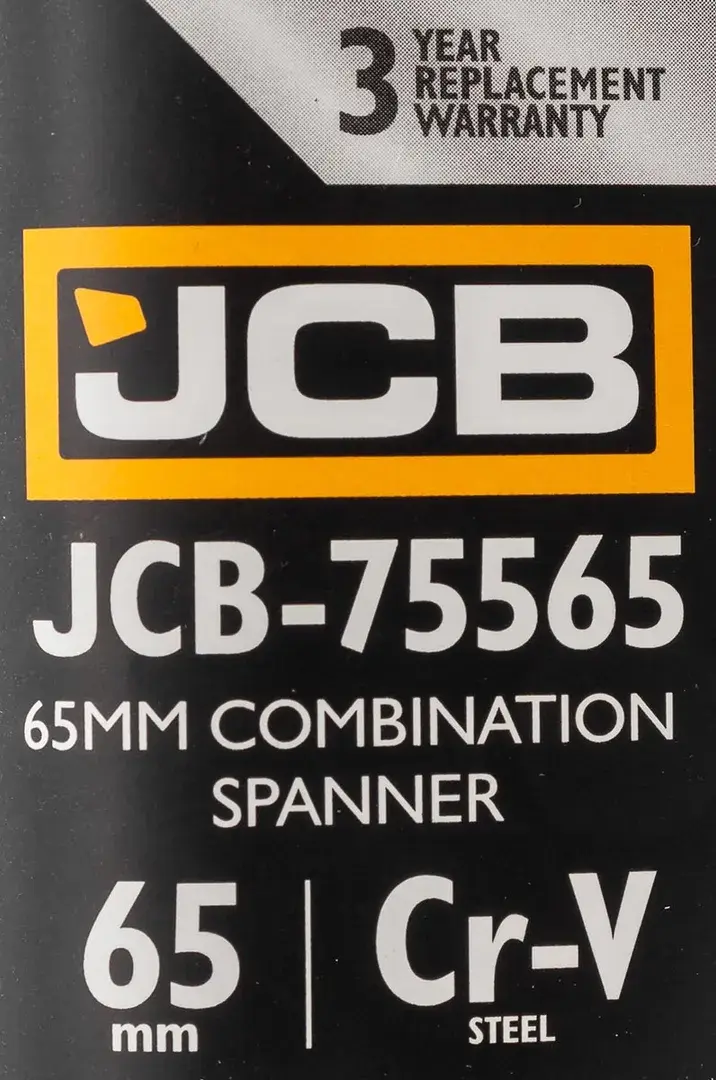 3 YEAR
REPLACEMENT
WARRANTY
JCB
JCB-75565
65MM COMBINATION
SPANNER
65 mm
Cr-V STEEL